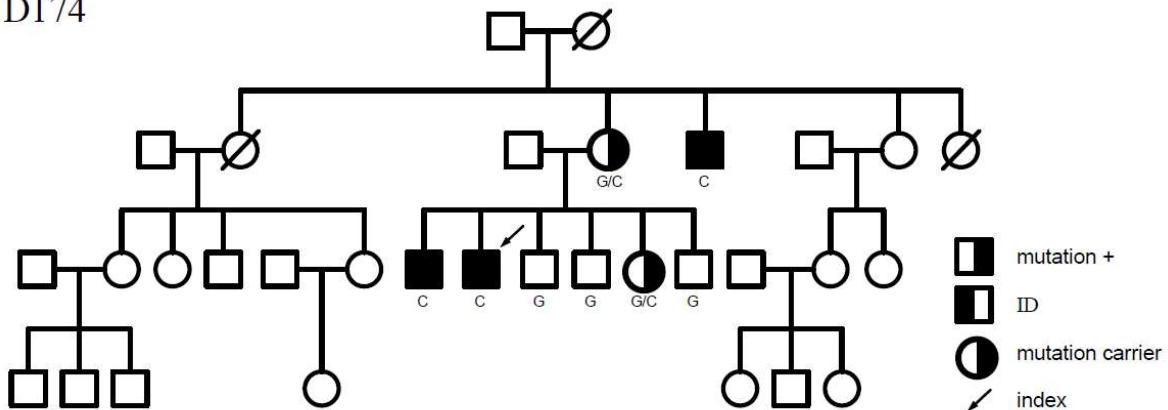 D174
G/C C
C C G G G/C G
mutation +
ID
mutation carrier
index